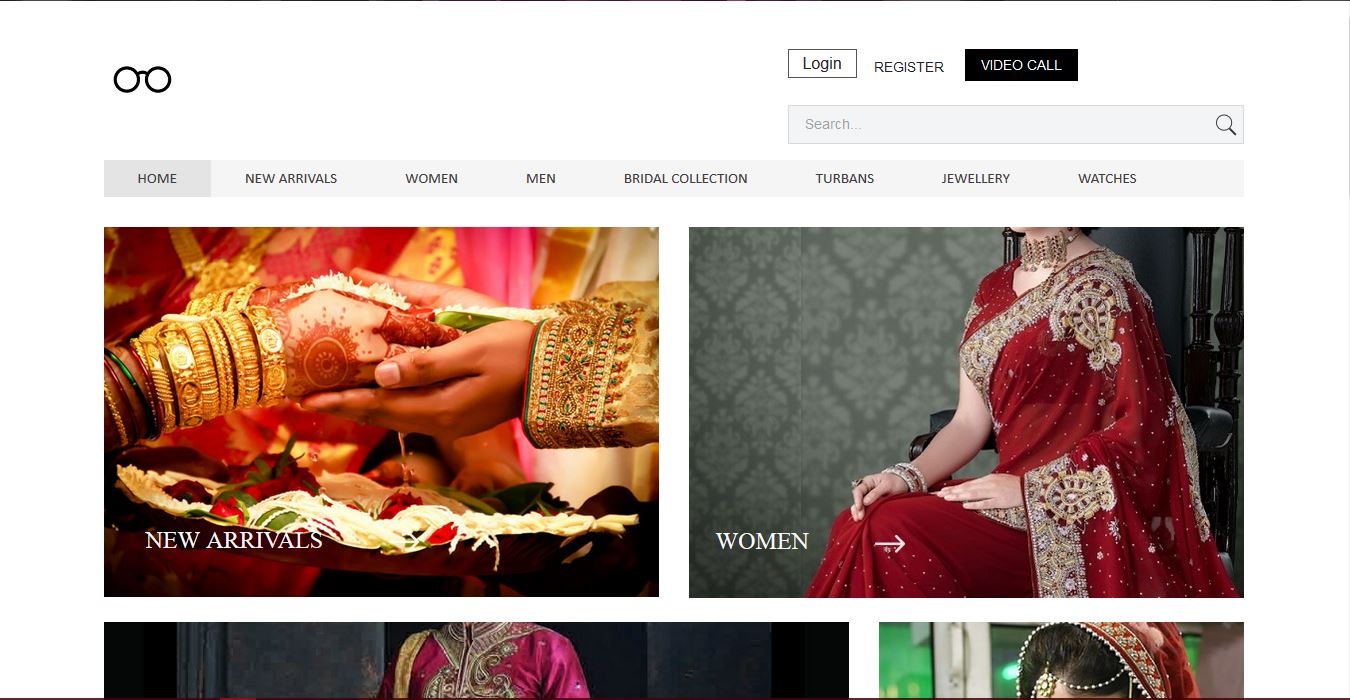 Login
REGISTER
VIDEO CALL
Search...
HOME
NEW ARRIVALS
WOMEN
MEN
BRIDAL COLLECTION
TURBANS
JEWELLERY
WATCHES
NEW ARRIVALS
WOMEN